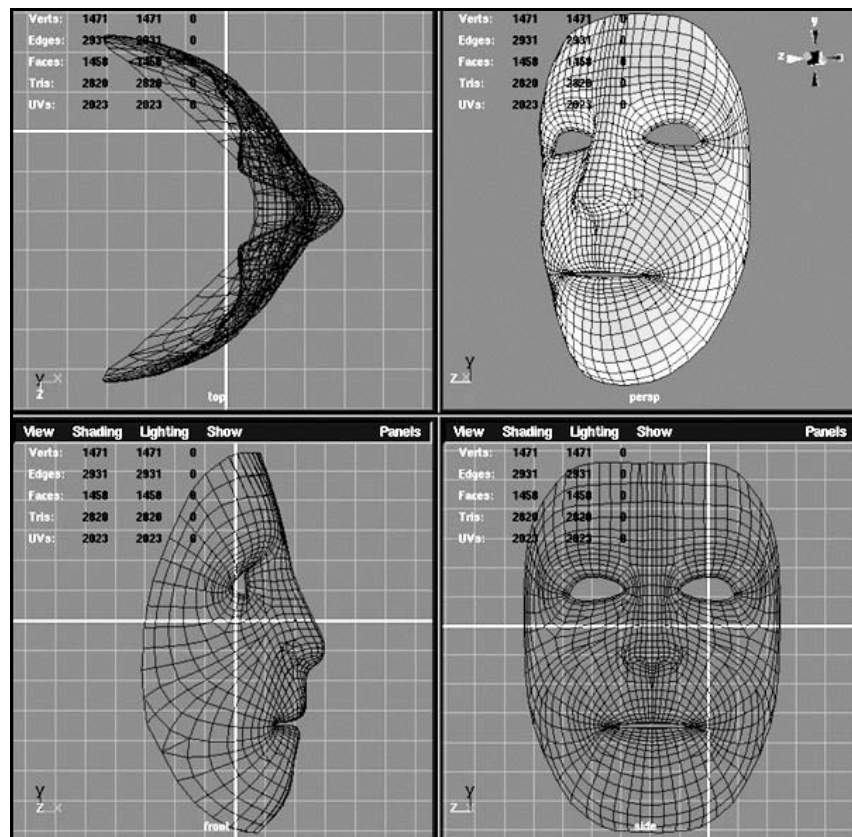 Verts: 1471 1471 0
Edges: 2931 2931 0
Faces: 1458 1458 0
Tris: 2820 2820 0
UVs: 2023 2023 0
Y X
Z
top
Verts: 1471 1471 0
Edges: 2931 2931 0
Faces: 1458 1458 0
Tris: 2820 2820 0
UVs: 2023 2023 0
y
z
Y
Z X
persp
View Shading Lighting Show Panels
Verts: 1471 1471 0
Edges: 2931 2931 0
Faces: 1458 1458 0
Tris: 2820 2820 0
UVs: 2023 2023 0
Y
Z X
front
View Shading Lighting Show Panels
Verts: 1471 1471 0
Edges: 2931 2931 0
Faces: 1458 1458 0
Tris: 2820 2820 0
UVs: 2023 2023 0
Y
Z X
side